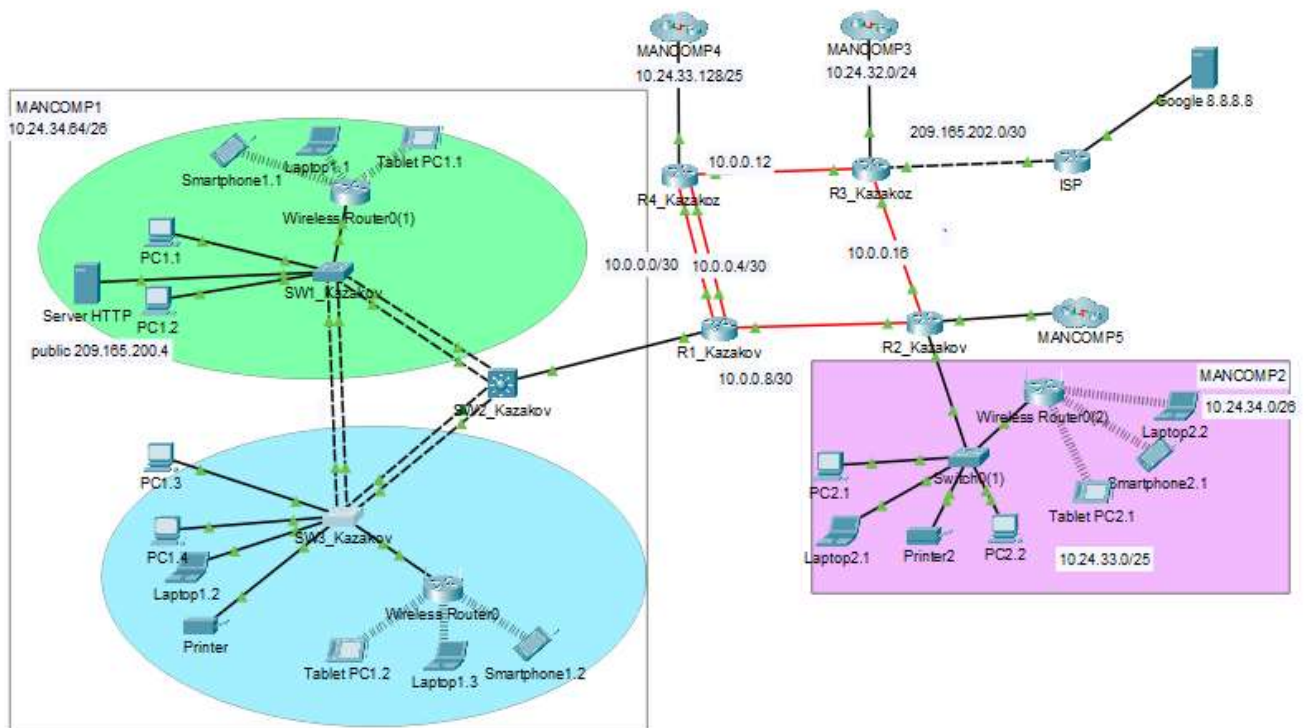 MANCOMP4
10.24.33.128/25
MANCOMP3
10.24.32.0/24
Google 8.8.8.8
209.165.202.0/30
ISP
10.0.0.12
R4_Kazakoz
R3_Kazakoz
MANCOMP1
10.24.34.64/26
Smartphone1.1
Laptop1.1
Tablet PC1.1
Wireless Router0(1)
PC1.1
Server HTTP
PC1.2
SW1_Kazakov
public 209.165.200.4
10.0.0.0/30
10.0.0.4/30
10.0.0.16
R1_Kazakov
R2_Kazakov
MANCOMP5
10.0.0.8/30
SW2_Kazakov
MANCOMP2
10.24.34.0/26
Wireless Router0(2)
Laptop2.2
Smartphone2.1
Tablet PC2.1
Switch0(1)
PC2.1
Laptop2.1
Printer2
PC2.2
10.24.33.0/25
PC1.3
PC1.4
SW3_Kazakov
Laptop1.2
Printer
Wireless Router0
Tablet PC1.2
Laptop1.3
Smartphone1.2